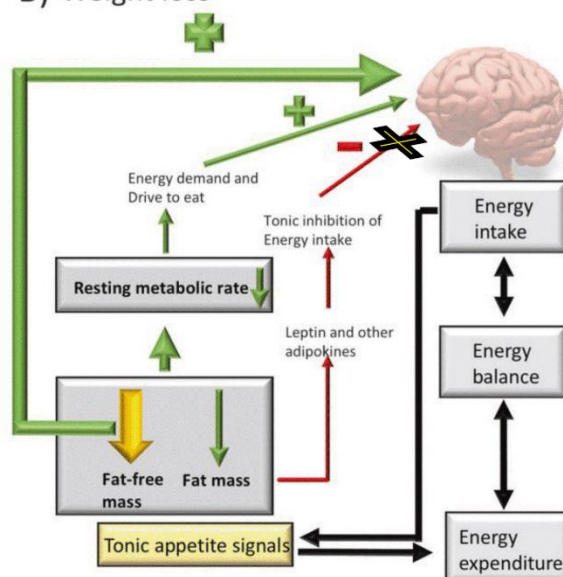 B) Weight loss
Energy demand and
Drive to eat
Tonic inhibition of
Energy intake
Energy
intake
Resting metabolic rate
Leptin and other
adipokines
Energy
balance
Fat-free
mass
Fat mass
Tonic appetite signals
Energy
expenditure